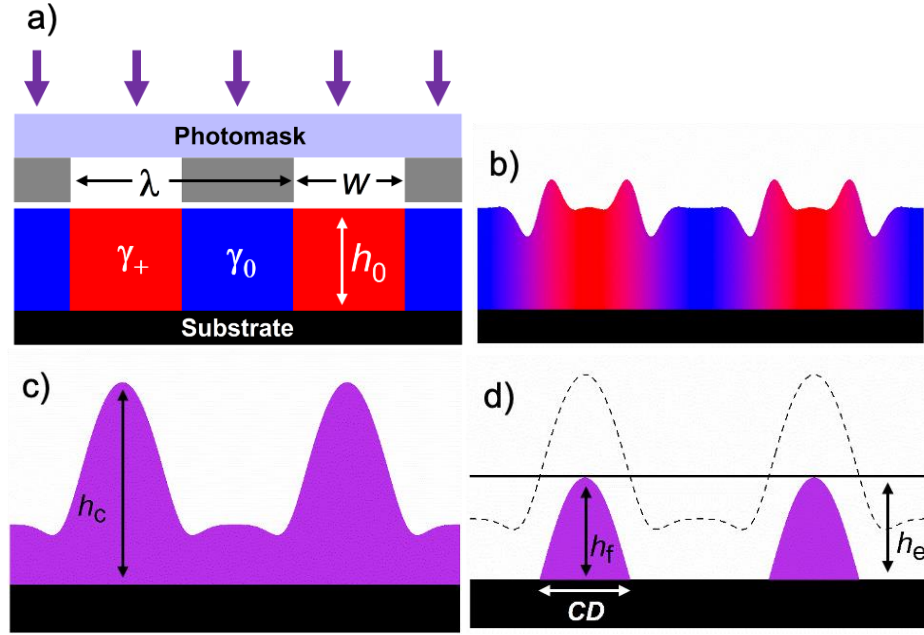 a)
Photomask
λ
w
γ+
γ0
h0
Substrate
b)
c)
hc
d)
hf
he
CD